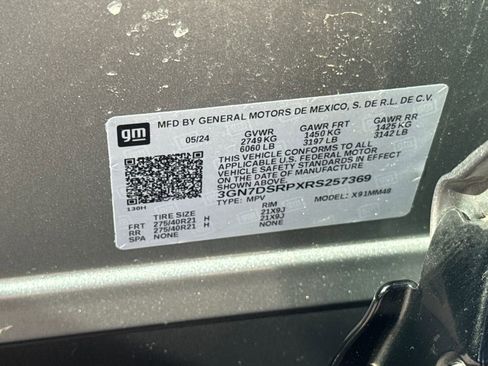 gm
MFD BY GENERAL MOTORS DE MEXICO, S. DE R.L. DE C.V.
05/24 GVWR GAWR FRT GAWR RR
2749 KG 1450 KG 1425 KG
6060 LB 3197 LB 3142 LB
THIS VEHICLE CONFORMS TO ALL
APPLICABLE U.S. FEDERAL MOTOR
VEHICLE SAFETY AND THEFT PREVENTION
STANDARDS IN EFFECT ON THE DATE OF MANUFACTURE
SHOWN ABOVE.
3GN7DSRPXRS257369
TYPE: MPV MODEL: X91MM48
130H
TIRE SIZE RIM
FRT 275/40R21 H 21X9J
RR 275/40R21 H 21X9J
SPA NONE NONE